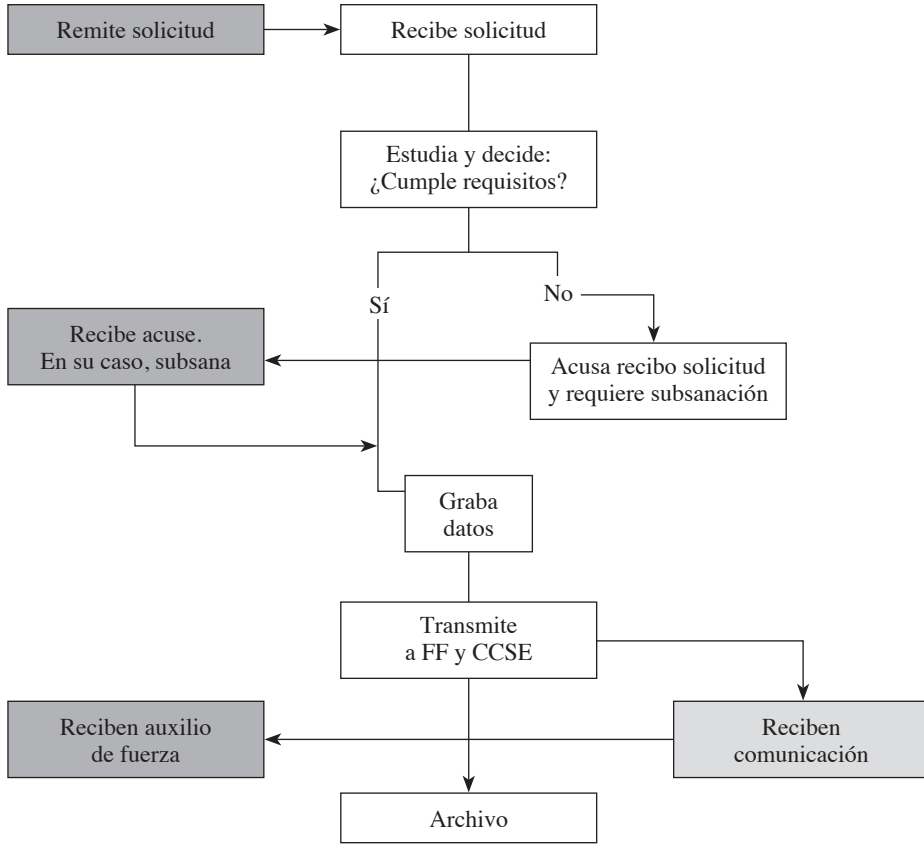 Remite solicitud
Recibe solicitud
Estudia y decide:
¿Cumple requisitos?
Sí
No
Recibe acuse.
En su caso, subsana
Acusa recibo solicitud
y requiere subsanación
Graba
datos
Transmite
a FF y CCSE
Reciben auxilio
de fuerza
Reciben
comunicación
Archivo